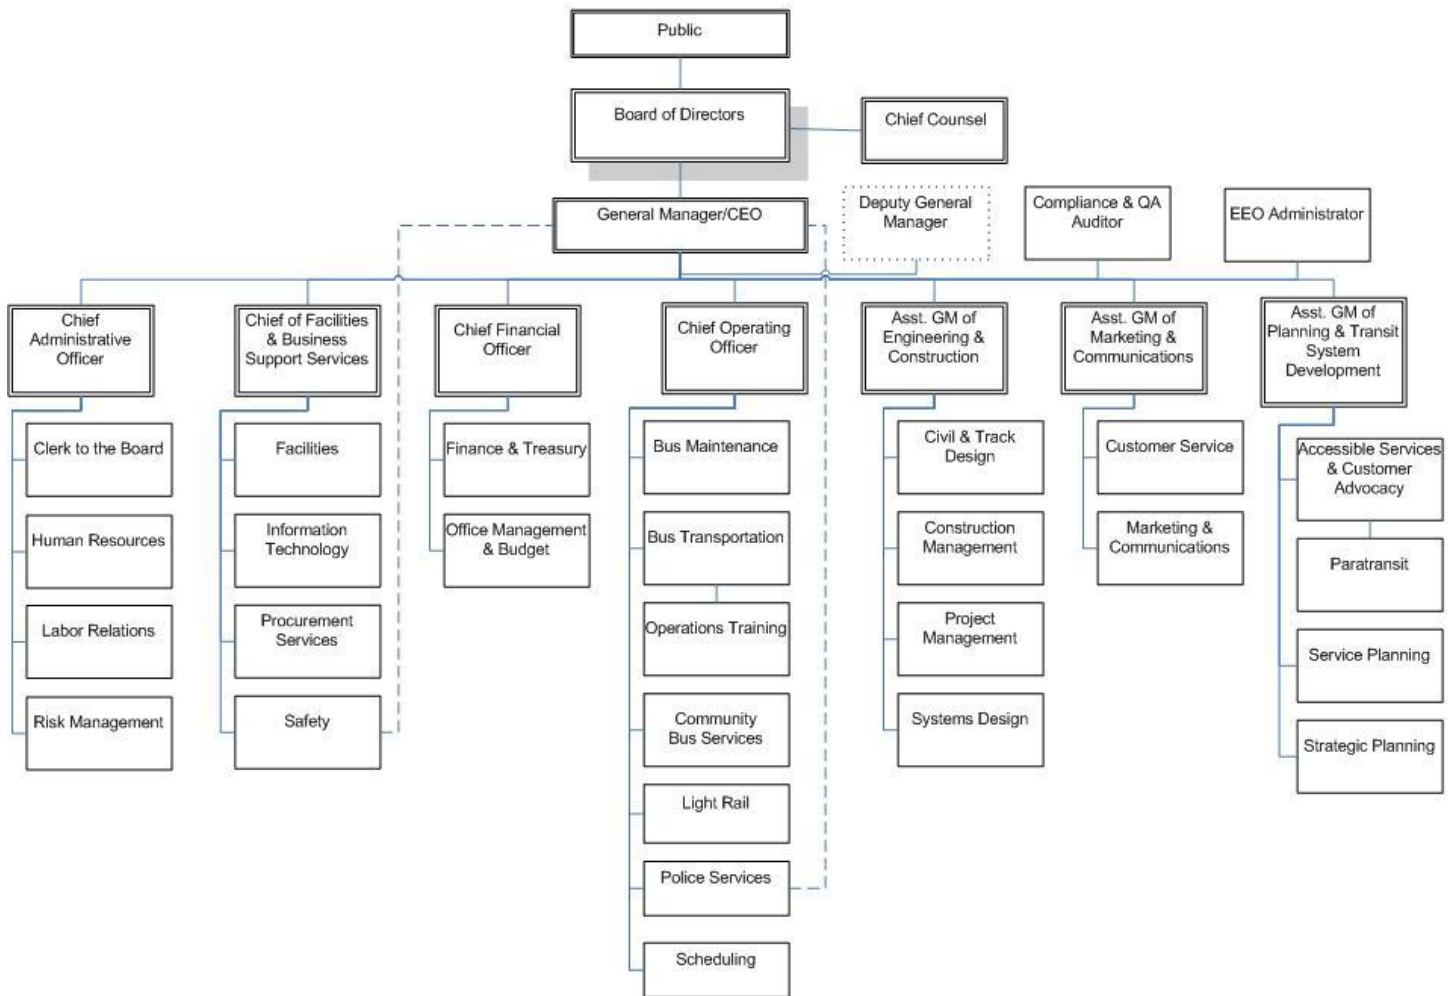 Public
Board of Directors
Chief Counsel
General Manager/CEO
Deputy General
Manager
Compliance & QA
Auditor
EEO Administrator
Chief
Administrative
Officer
Clerk to the Board
Human Resources
Labor Relations
Risk Management
Chief of Facilities
& Business
Support Services
Facilities
Information
Technology
Procurement
Services
Safety
Chief Financial
Officer
Finance & Treasury
Office Management
& Budget
Chief Operating
Officer
Bus Maintenance
Bus Transportation
Operations Training
Community
Bus Services
Light Rail
Police Services
Scheduling
Asst. GM of
Engineering &
Construction
Civil & Track
Design
Construction
Management
Project
Management
Systems Design
Asst. GM of
Marketing &
Communications
Customer Service
Marketing &
Communications
Asst. GM of
Planning & Transit
System
Development
Accessible Services
& Customer
Advocacy
Paratransit
Service Planning
Strategic Planning